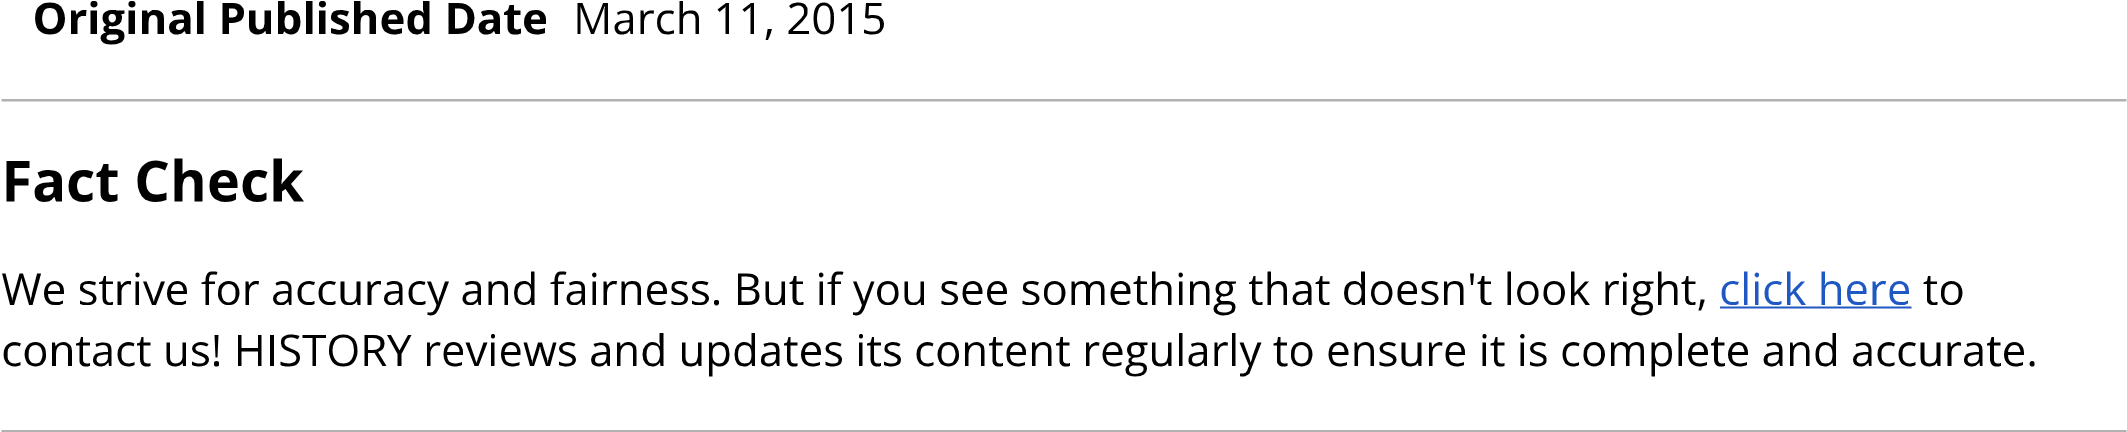 Original Published Date March 11, 2015
Fact Check
We strive for accuracy and fairness. But if you see something that doesn't look right, click here to
contact us! HISTORY reviews and updates its content regularly to ensure it is complete and accurate.